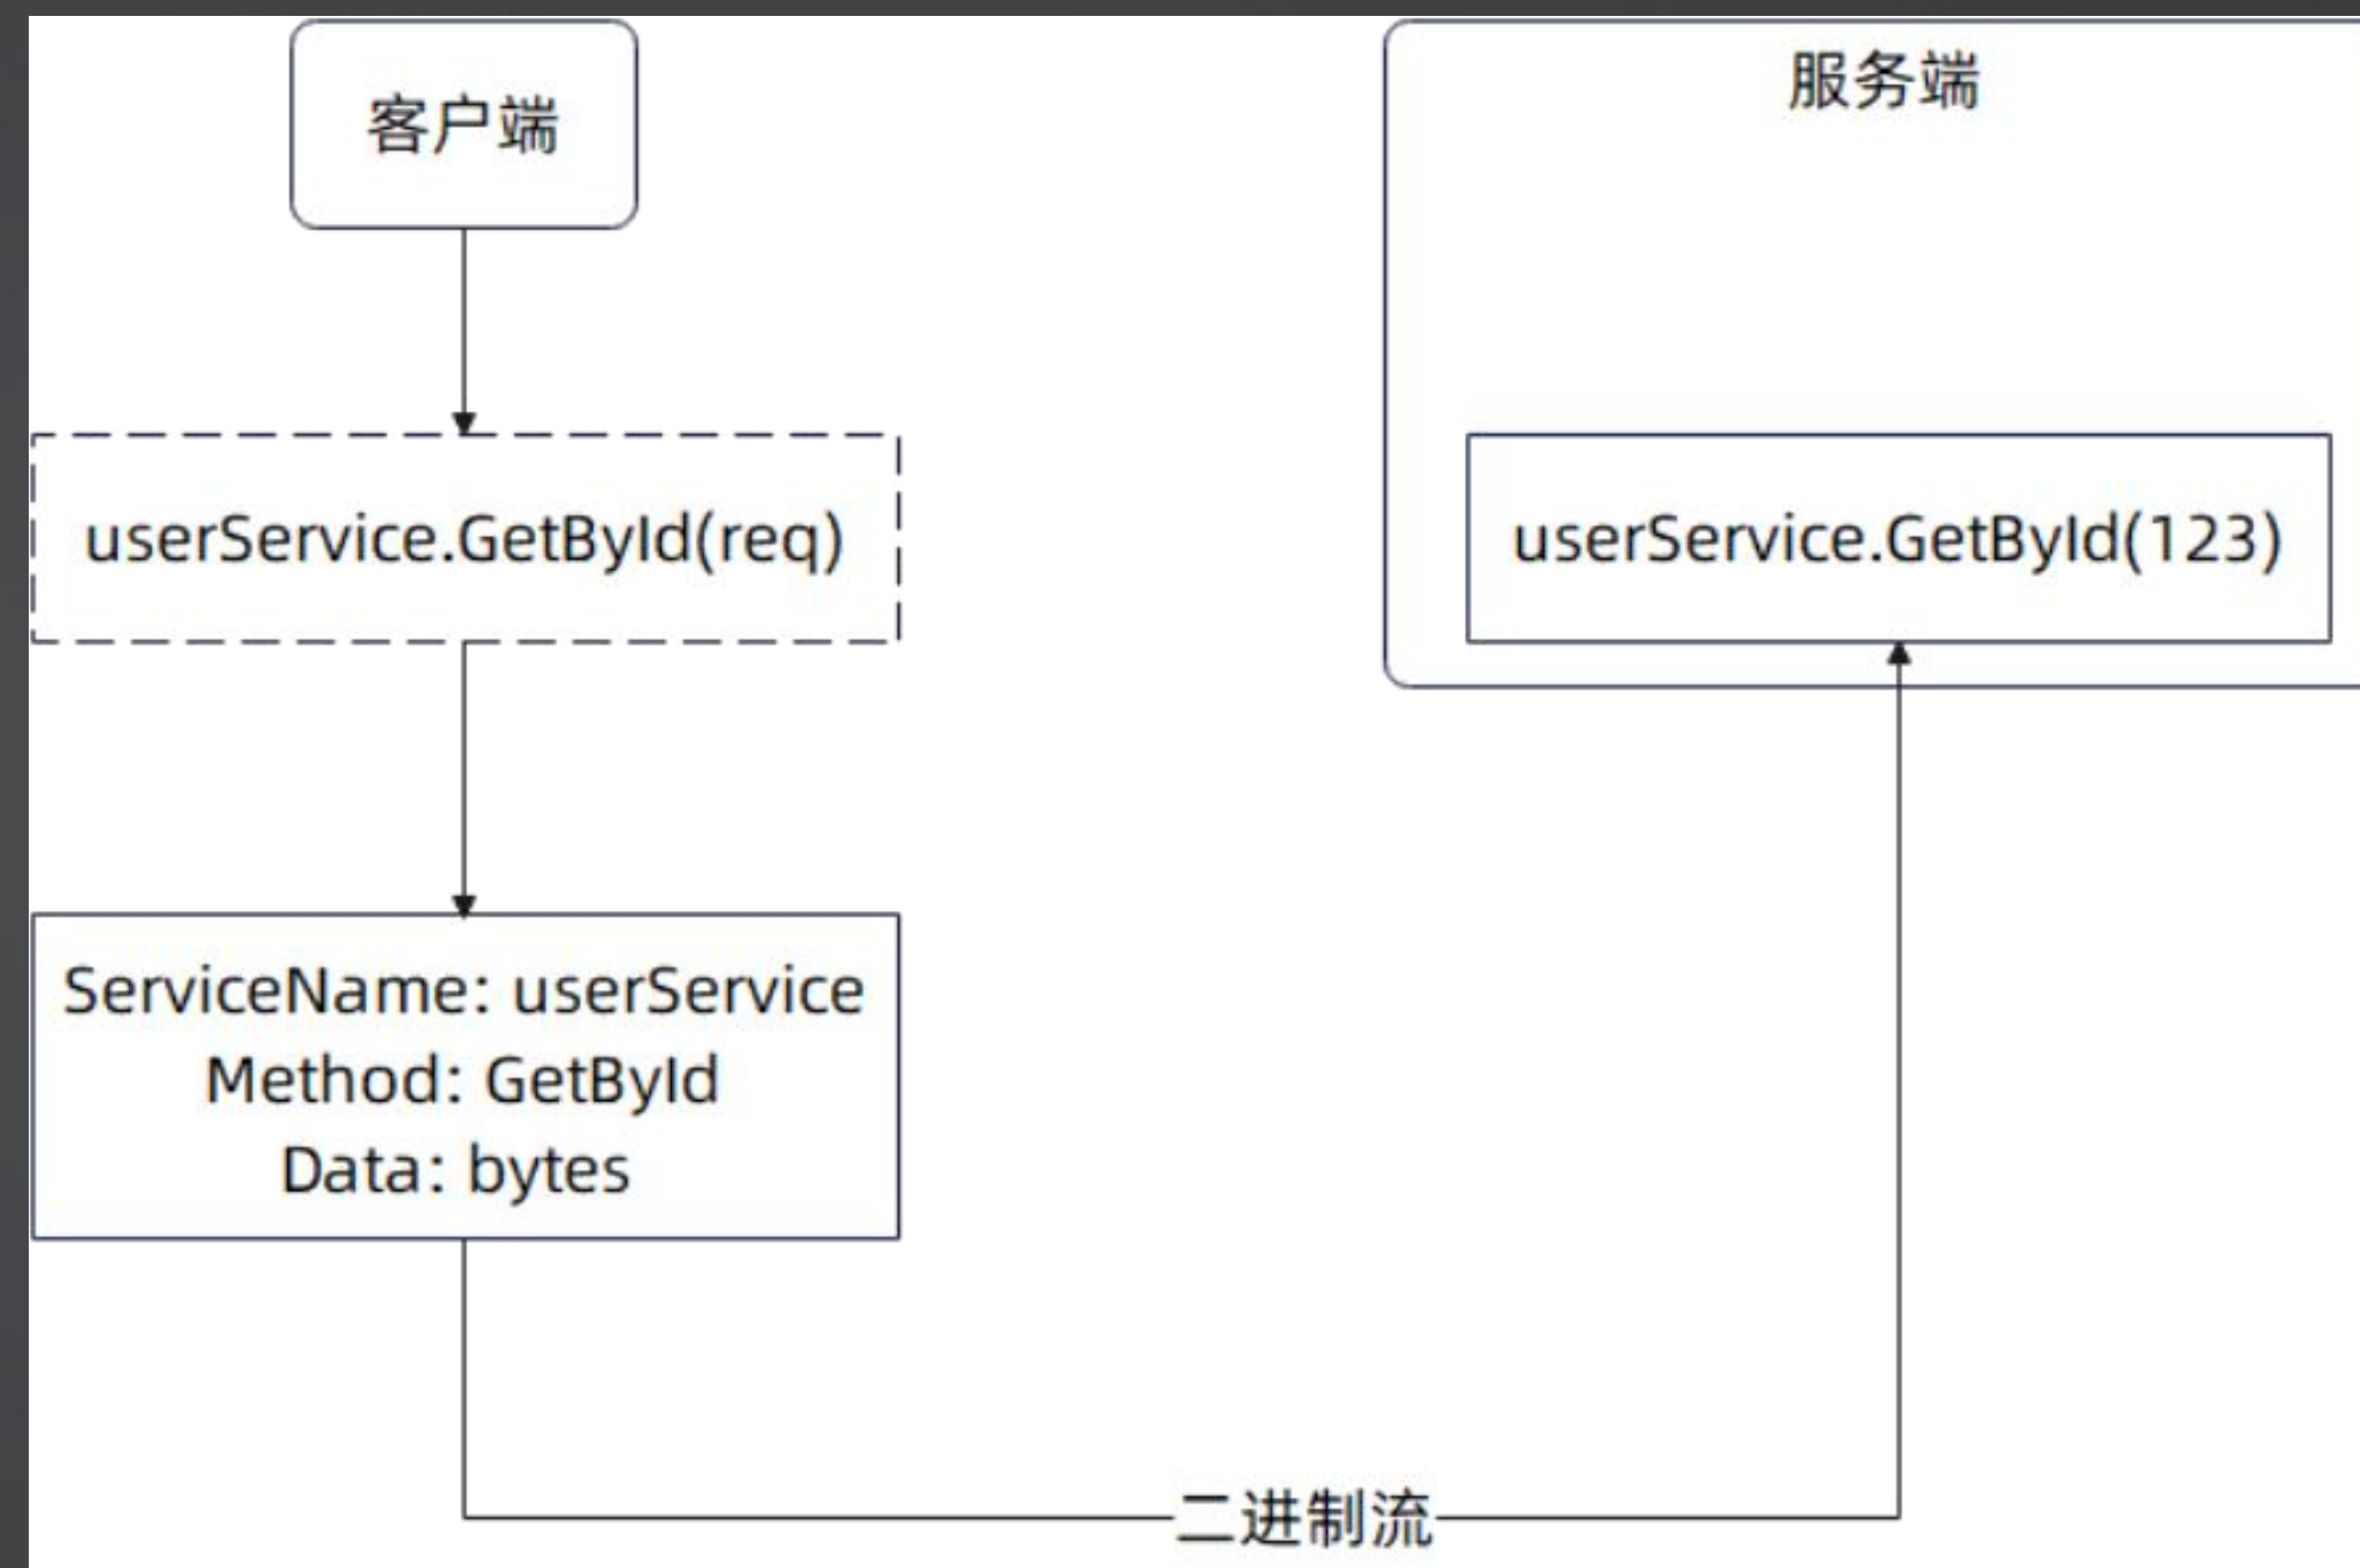 客户端
服务端
userService.GetById(req)
userService.GetById(123)
ServiceName: userService
Method: GetById
Data: bytes
二进制流